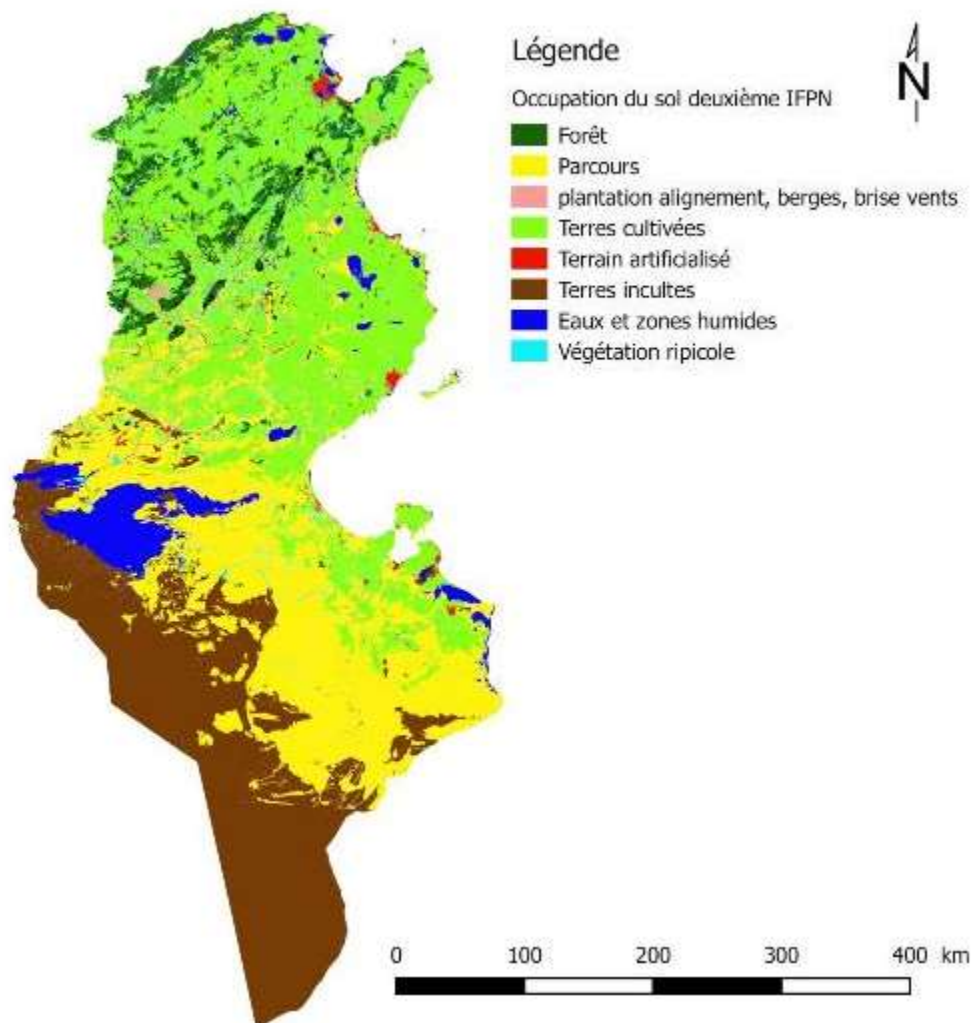 Légende
N
Occupation du sol deuxième IFPN
Forêt
Parcours
plantation alignement, berges, brise vents
Terres cultivées
Terrain artificialisé
Terres incultes
Eaux et zones humides
Végétation ripicole
0 100 200 300 400 km